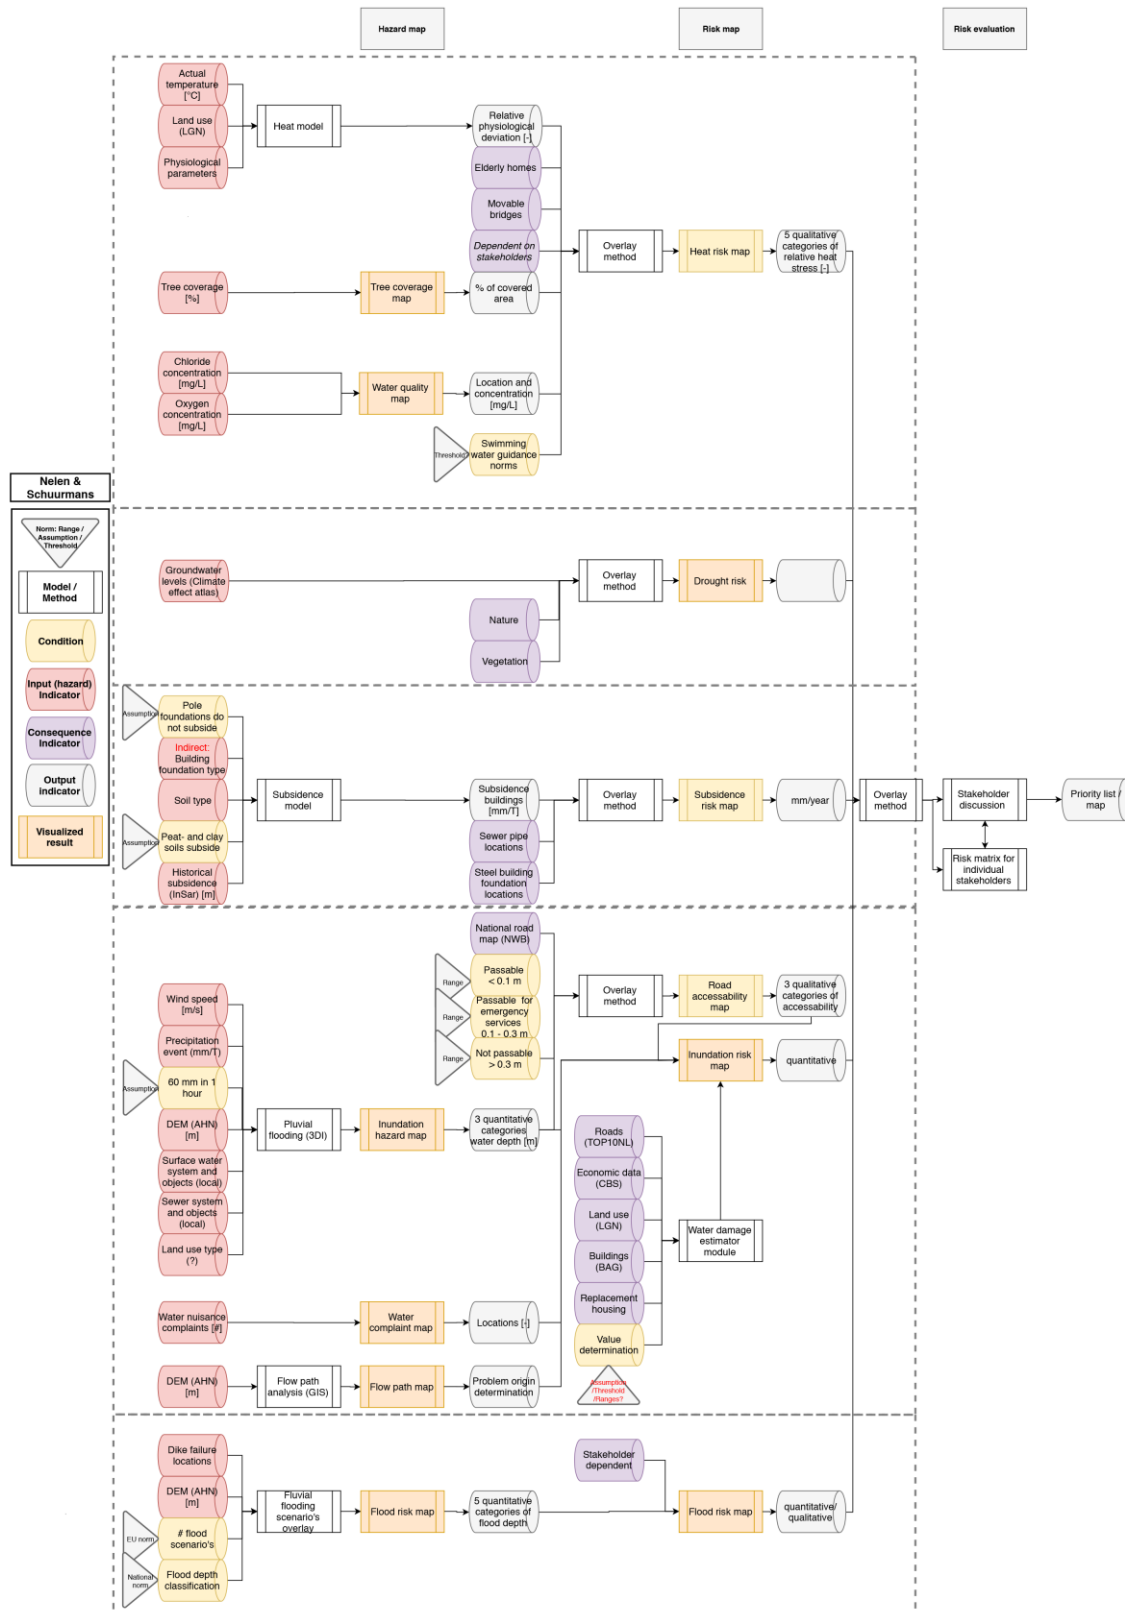 Hazard map
Risk map
Risk evaluation
Actual
temperature
[°C]
Land use
(LGN)
Physiological
parameters
Heat model
Relative
physiological
deviation [-]
Elderly homes
Movable
bridges
Dependent on
stakeholders
Overlay
method
Heat risk map
5 qualitative
categories of
relative heat
stress [-]
Tree coverage
[%]
Tree coverage
map
% of covered
area
Chloride
concentration
[mg/L]
Oxygen
concentration
[mg/L]
Water quality
map
Location and
concentration
[mg/L]
Threshold
Swimming
water guidance
norms
Nelen &
Schuurmans
Norm: Range /
Assumption /
Threshold
Model /
Method
Condition
Input (hazard)
Indicator
Consequence
Indicator
Output
indicator
Visualized
result
Groundwater
levels (Climate
effect atlas)
Nature
Vegetation
Overlay
method
Drought risk
Assumption
Pole
foundations do
not subside
Indirect:
Building
foundation type
Soil type
Assumption
Peat- and clay
soils subside
Historical
subsidence
(InSar) [m]
Subsidence
model
Subsidence
buildings
[mm/T]
Sewer pipe
locations
Steel building
foundation
locations
Overlay
method
Subsidence
risk map
mm/year
Overlay
method
Stakeholder
discussion
Priority list /
map
Risk matrix for
individual
stakeholders
National road
map (NWB)
Range
Passable
< 0.1 m
Range
Passable for
emergency
services
0.1 - 0.3 m
Range
Not passable
> 0.3 m
Overlay
method
Road
accessability
map
3 qualitative
categories of
accessability
Inundation risk
map
quantitative
Wind speed
[m/s]
Precipitation
event (mm/T)
Assumption
60 mm in 1
hour
DEM (AHN)
[m]
Surface water
system and
objects (local)
Sewer system
and objects
(local)
Land use type
(?)
Pluvial
flooding (3DI)
Inundation
hazard map
3 quantitative
categories
water depth [m]
Roads
(TOP10NL)
Economic data
(CBS)
Land use
(LGN)
Buildings
(BAG)
Replacement
housing
Value
determination
Assumption
/Threshold
/Ranges?
Water damage
estimator
module
Water nuisance
complaints [#]
Water
complaint map
Locations [-]
DEM (AHN)
[m]
Flow path
analysis (GIS)
Flow path map
Problem origin
determination
Dike failure
locations
DEM (AHN)
[m]
EU norm
# flood
scenario's
National
norm
Flood depth
classification
Fluvial
flooding
scenario's
overlay
Flood risk map
5 quantitative
categories of
flood depth
Stakeholder
dependent
Flood risk map
quantitative/
qualitative